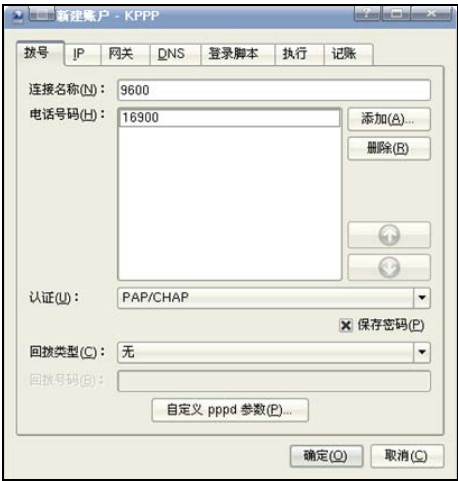 新建账户 - KPPP
拨号 IP 网关 DNS 登录脚本 执行 记账
连接名称(N): 9600
电话号码(H): 16900
添加(A)...
删除(R)
认证(U): PAP/CHAP
保存密码(P)
回拨类型(C): 无
回拨号码(B):
自定义 pppd 参数(P)...
确定(O) 取消(C)